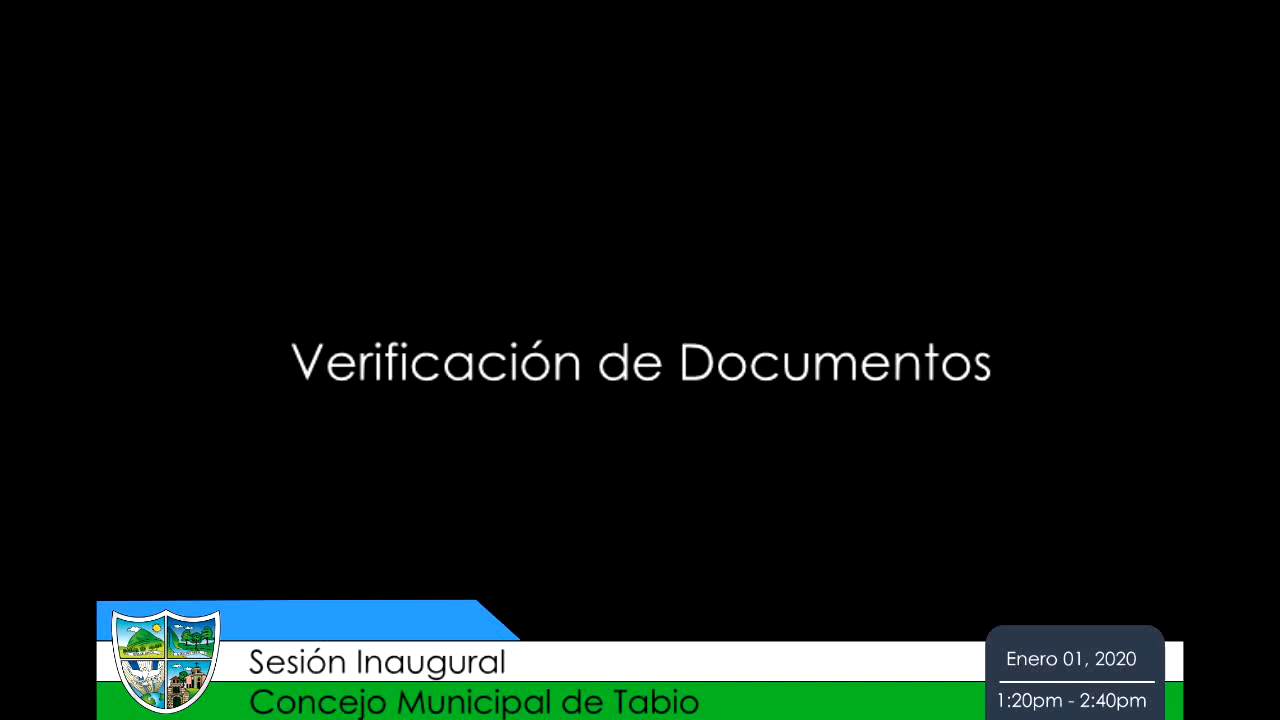 Verificación de Documentos
Sesión Inaugural
Concejo Municipal de Tabio
Enero 01, 2020
1:20pm - 2:40pm